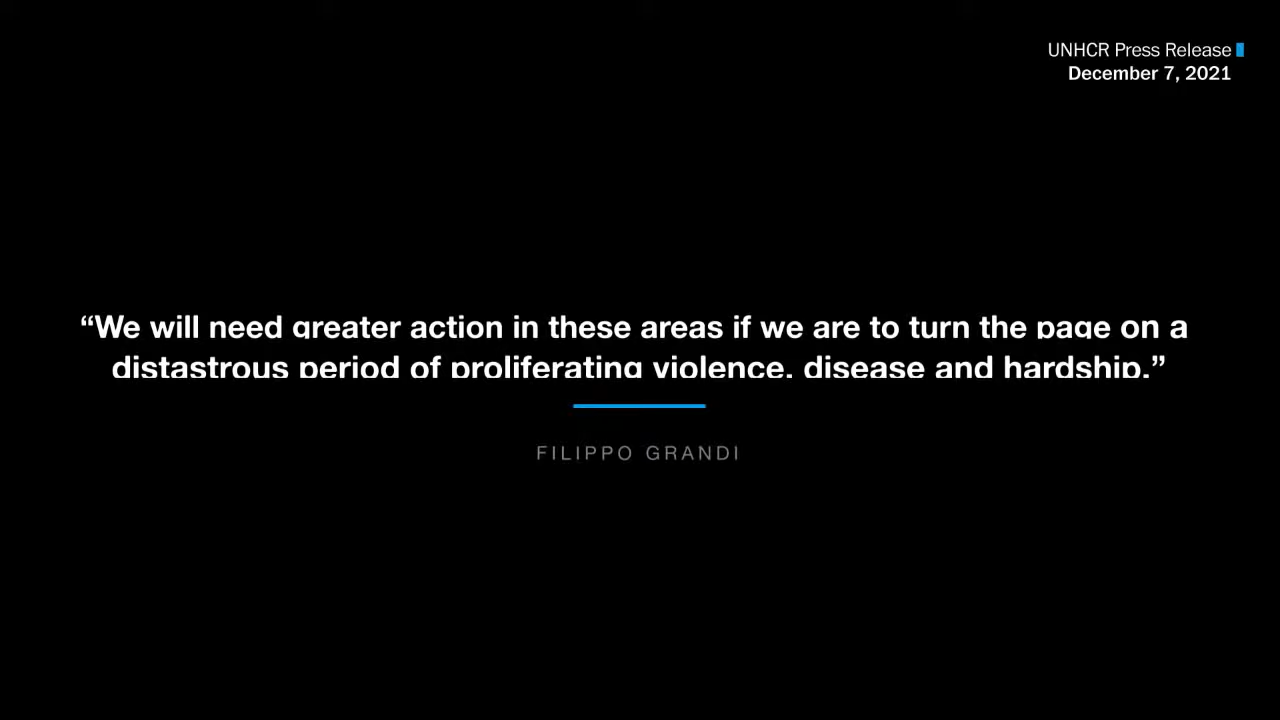 UNHCR Press Release
December 7, 2021
“We will need greater action in these areas if we are to turn the page on a
distastrous period of proliferating violence, disease and hardship.”
FILIPPO GRANDI